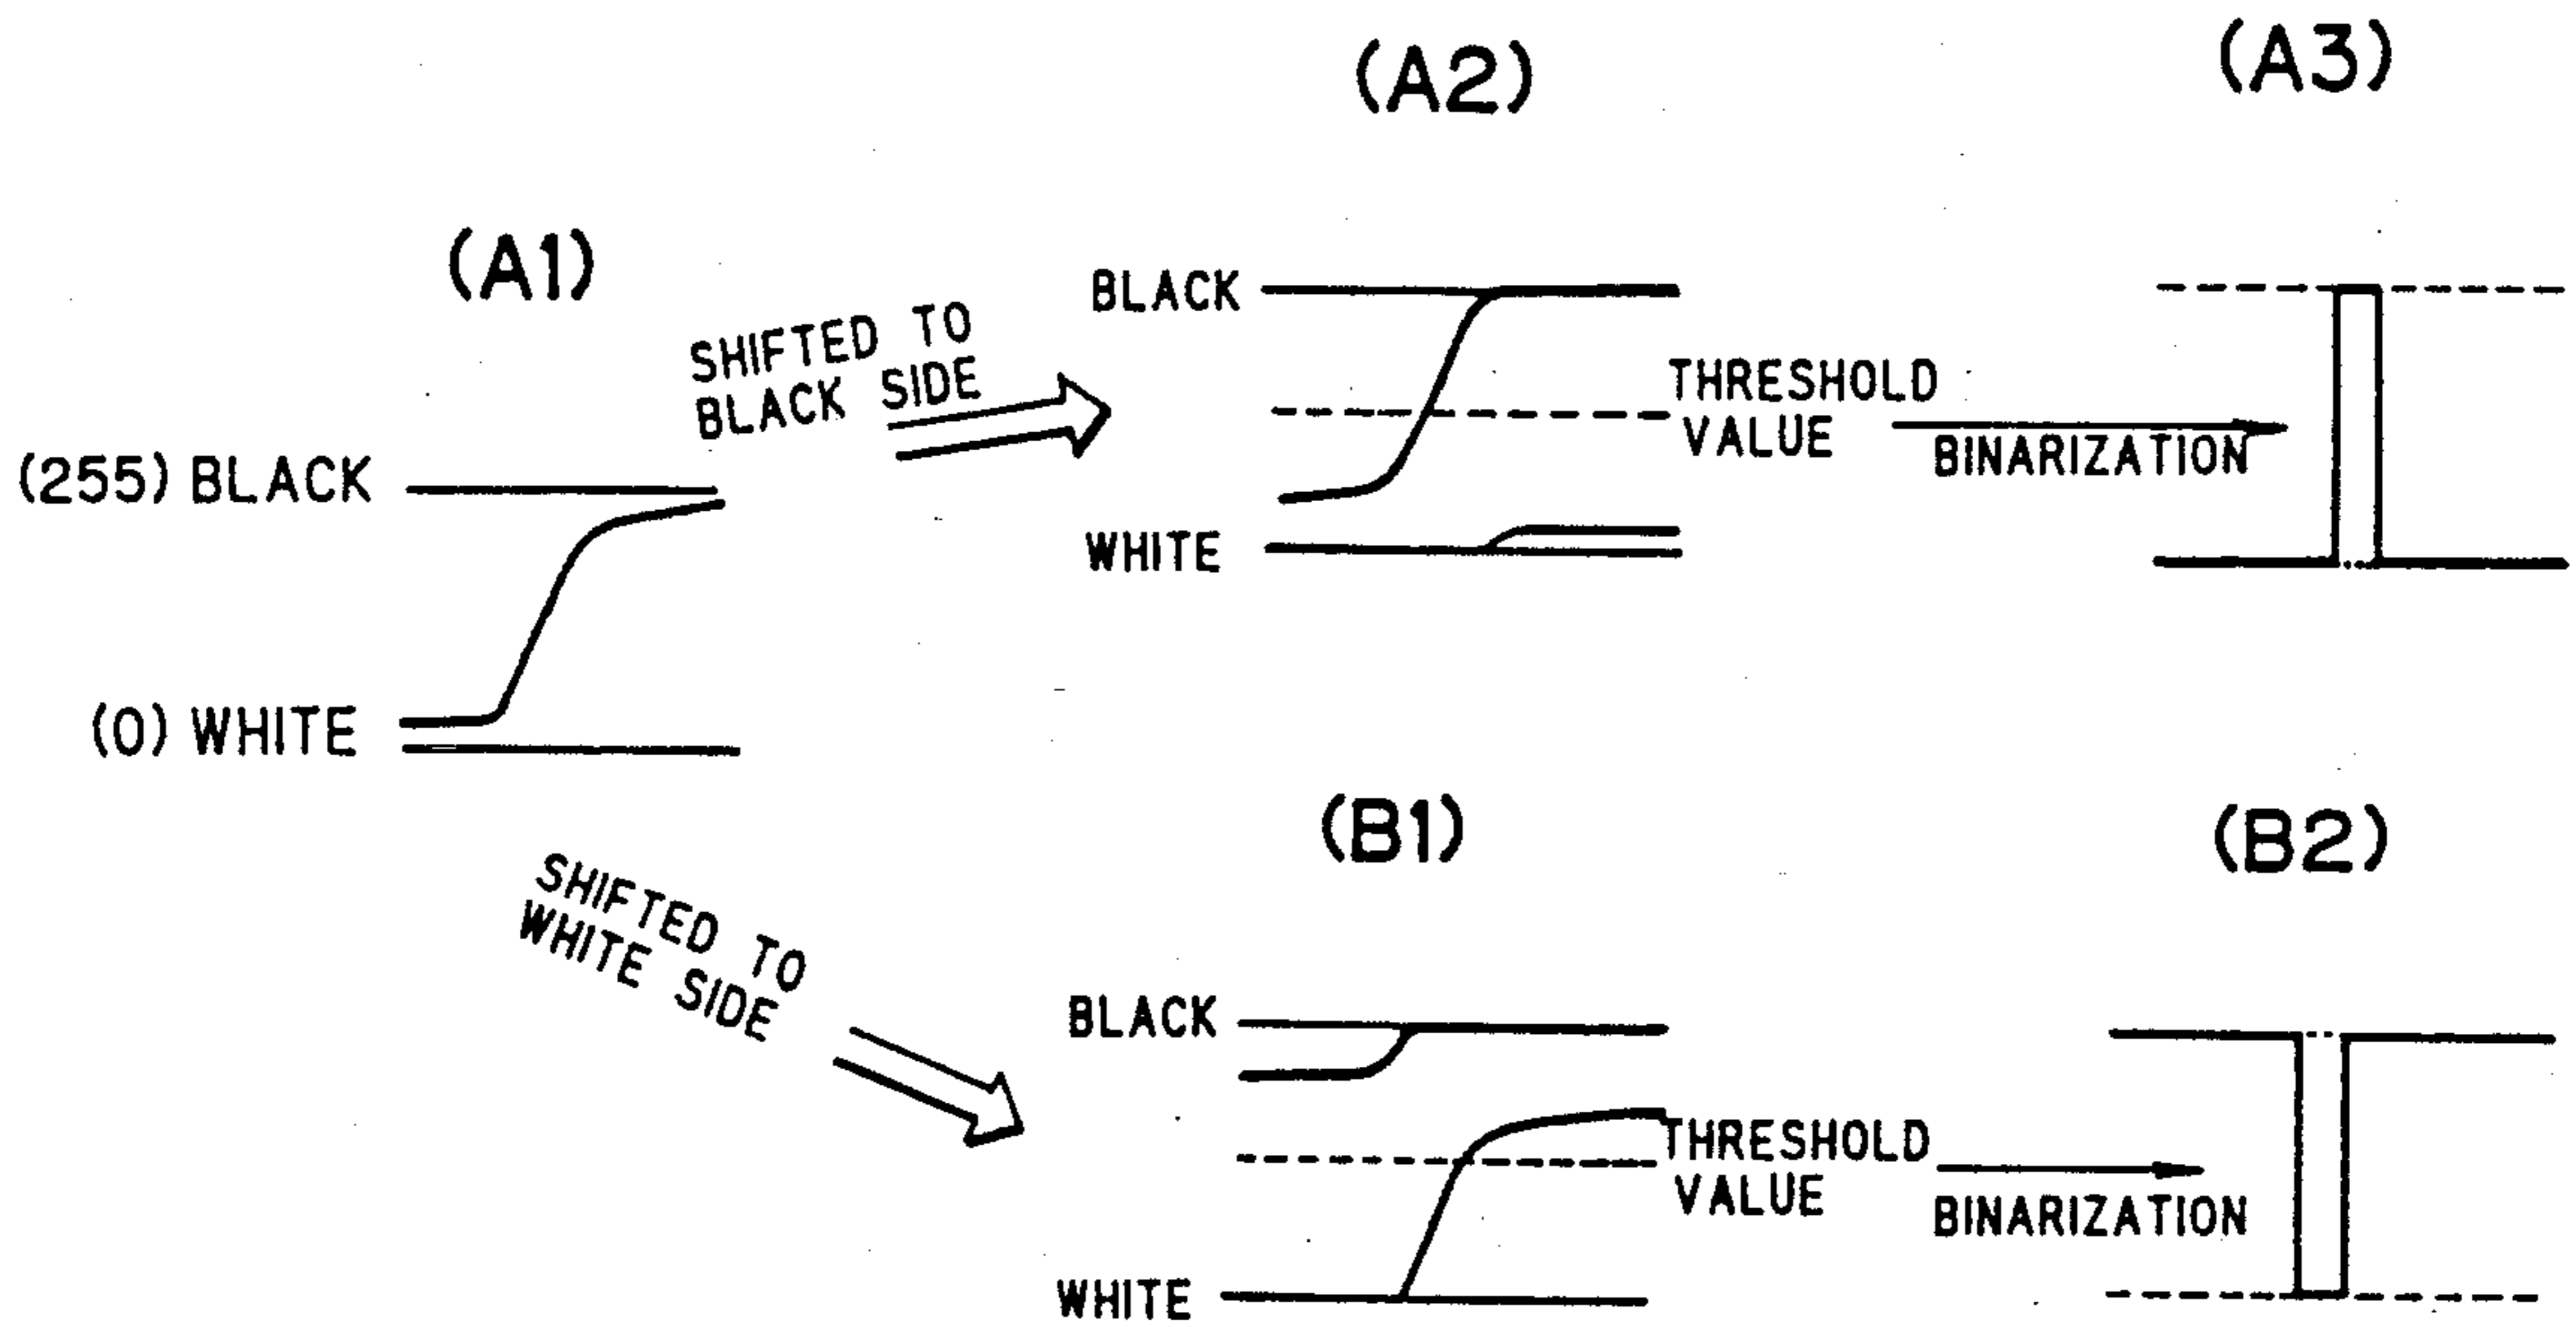 (A1)
(255) BLACK
(0) WHITE
SHIFTED TO
BLACK SIDE
(A2)
BLACK
WHITE
THRESHOLD
VALUE
BINARIZATION
(A3)
SHIFTED TO
WHITE SIDE
(B1)
BLACK
WHITE
THRESHOLD
VALUE
BINARIZATION
(B2)